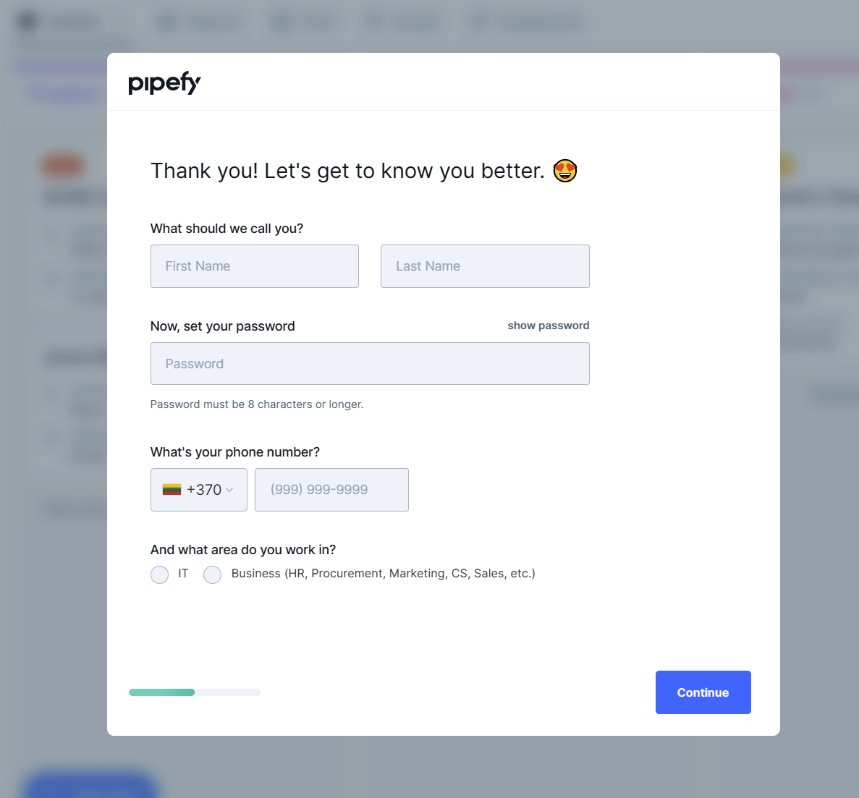 pipefy
Thank you! Let's get to know you better. 😍
What should we call you?
First Name Last Name
Now, set your password show password
Password
Password must be 8 characters or longer.
What's your phone number?
+370 (999) 999-9999
And what area do you work in?
IT Business (HR, Procurement, Marketing, CS, Sales, etc.)
Continue